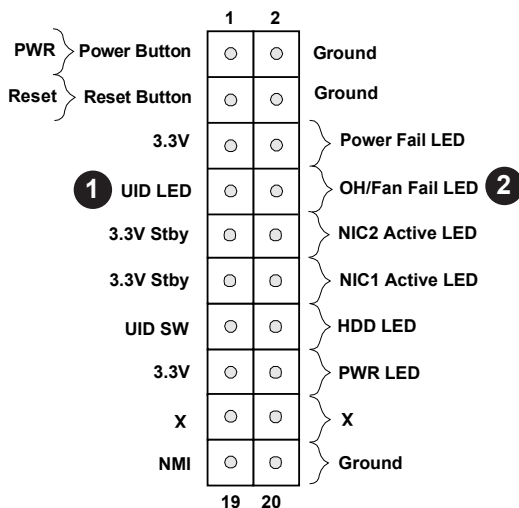 1 2
PWR Power Button Ground
Reset Reset Button Ground
3.3V Power Fail LED
1 UID LED OH/Fan Fail LED 2
3.3V Stby NIC2 Active LED
3.3V Stby NIC1 Active LED
UID SW HDD LED
3.3V PWR LED
X X
NMI Ground
19 20